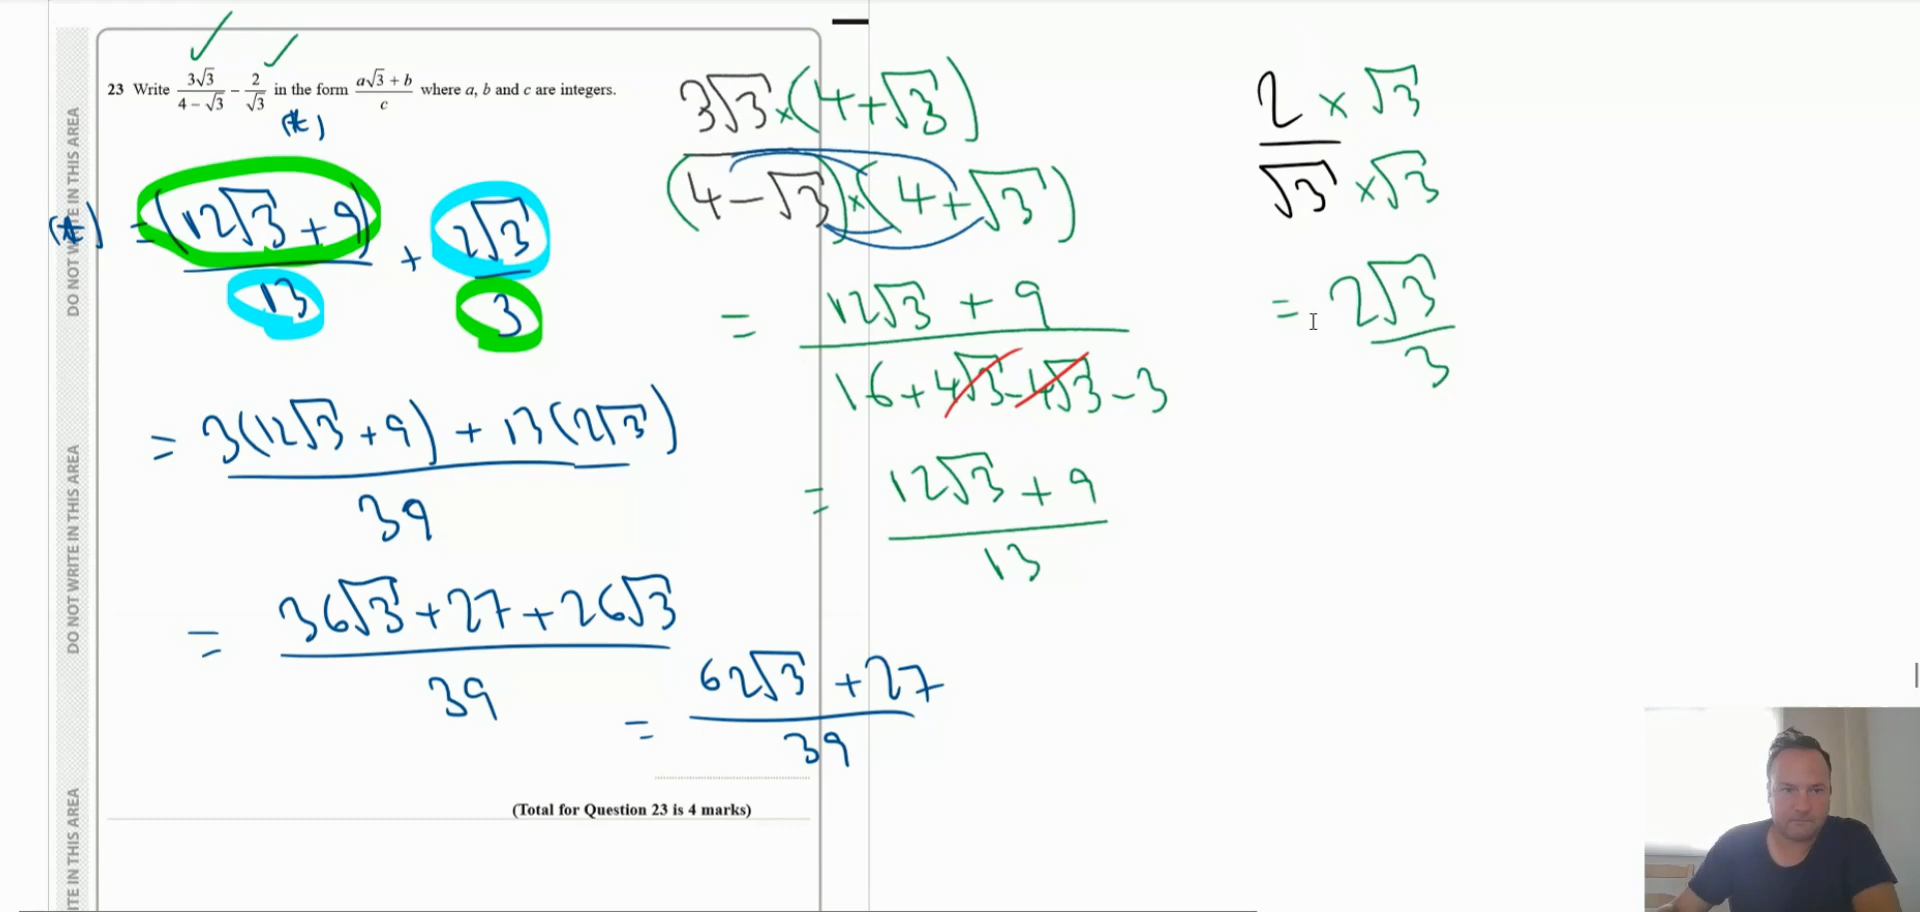 23 Write 3√3/(4 − √3) − 2/√3 in the form (a√3 + b)/c where a, b and c are integers.
(*)
(*) = (12√3 + 9)/13 + 2√3/3
= (3(12√3 + 9) + 13(2√3))/39
= (36√3 + 27 + 26√3)/39
= (62√3 + 27)/39
(Total for Question 23 is 4 marks)
3√3 × (4 + √3)
(4 − √3) × (4 + √3)
= (12√3 + 9)/(16 + 4√3 − 4√3 − 3)
= (12√3 + 9)/13
2 × √3
√3 × √3
= 2√3/3
DO NOT WRITE IN THIS AREA
DO NOT WRITE IN THIS AREA
ITE IN THIS AREA